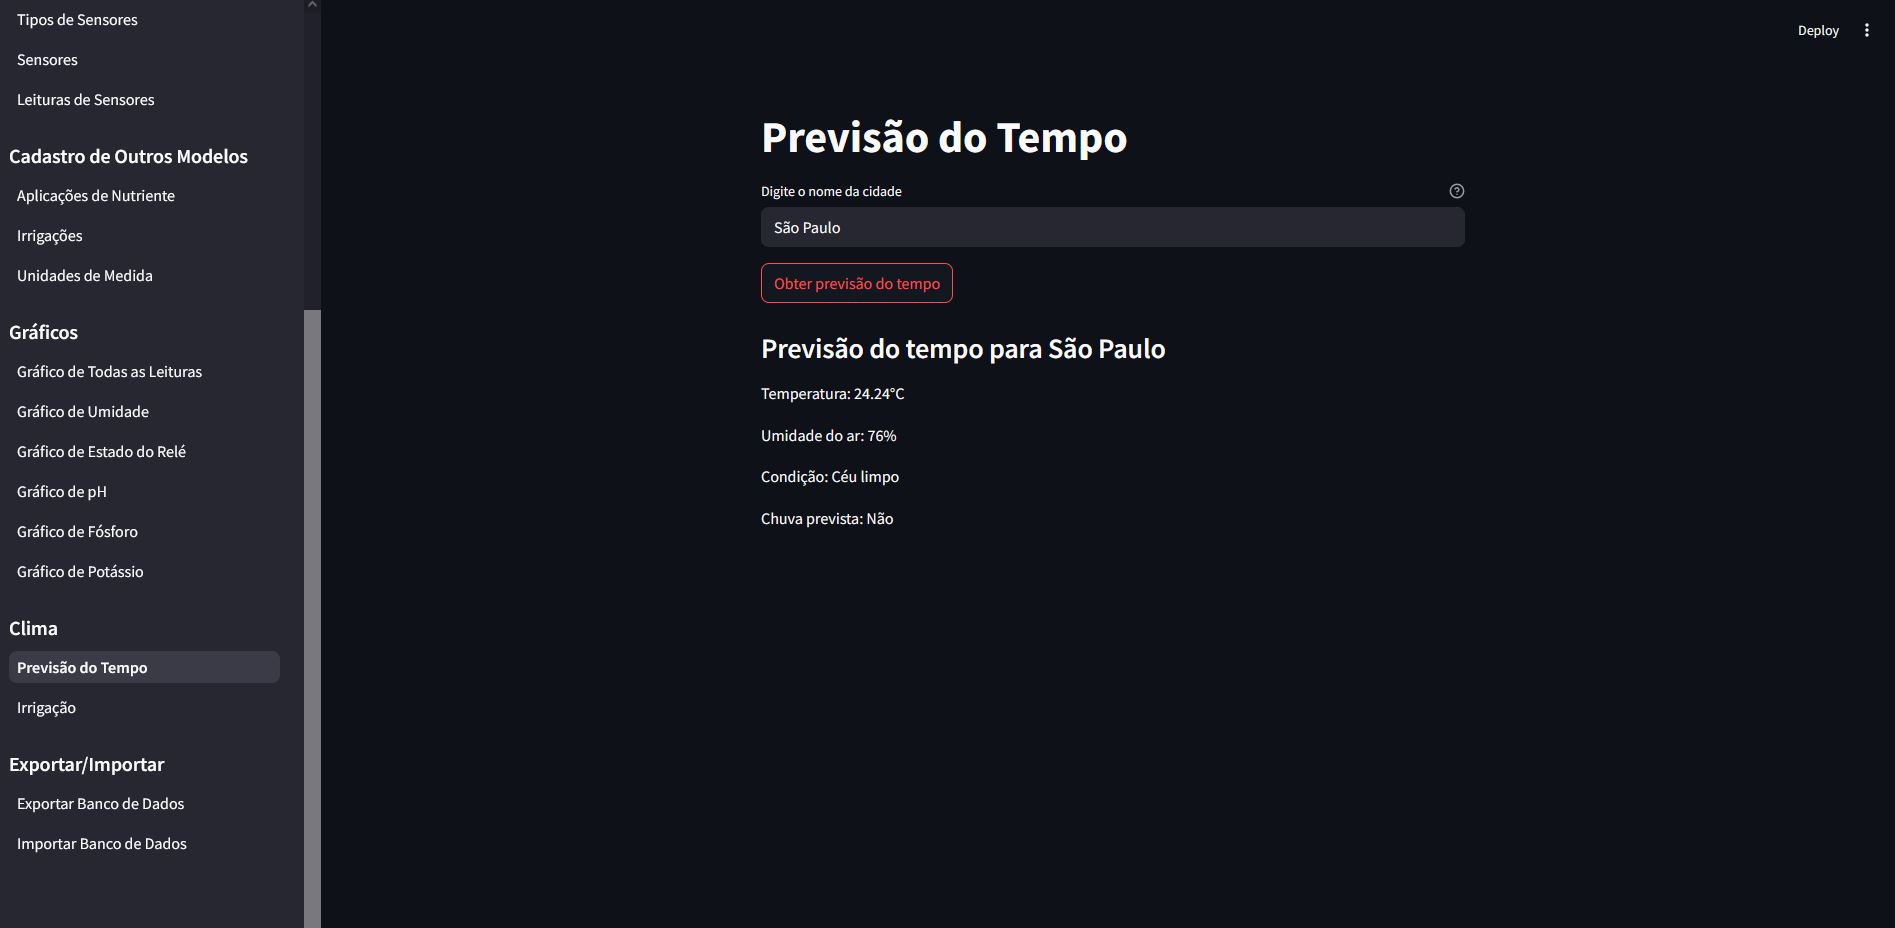 Tipos de Sensores
Sensores
Leituras de Sensores
Cadastro de Outros Modelos
Aplicações de Nutriente
Irrigações
Unidades de Medida
Gráficos
Gráfico de Todas as Leituras
Gráfico de Umidade
Gráfico de Estado do Relé
Gráfico de pH
Gráfico de Fósforo
Gráfico de Potássio
Clima
Previsão do Tempo
Irrigação
Exportar/Importar
Exportar Banco de Dados
Importar Banco de Dados
Deploy
Previsão do Tempo
Digite o nome da cidade
São Paulo
Obter previsão do tempo
Previsão do tempo para São Paulo
Temperatura: 24.24°C
Umidade do ar: 76%
Condição: Céu limpo
Chuva prevista: Não